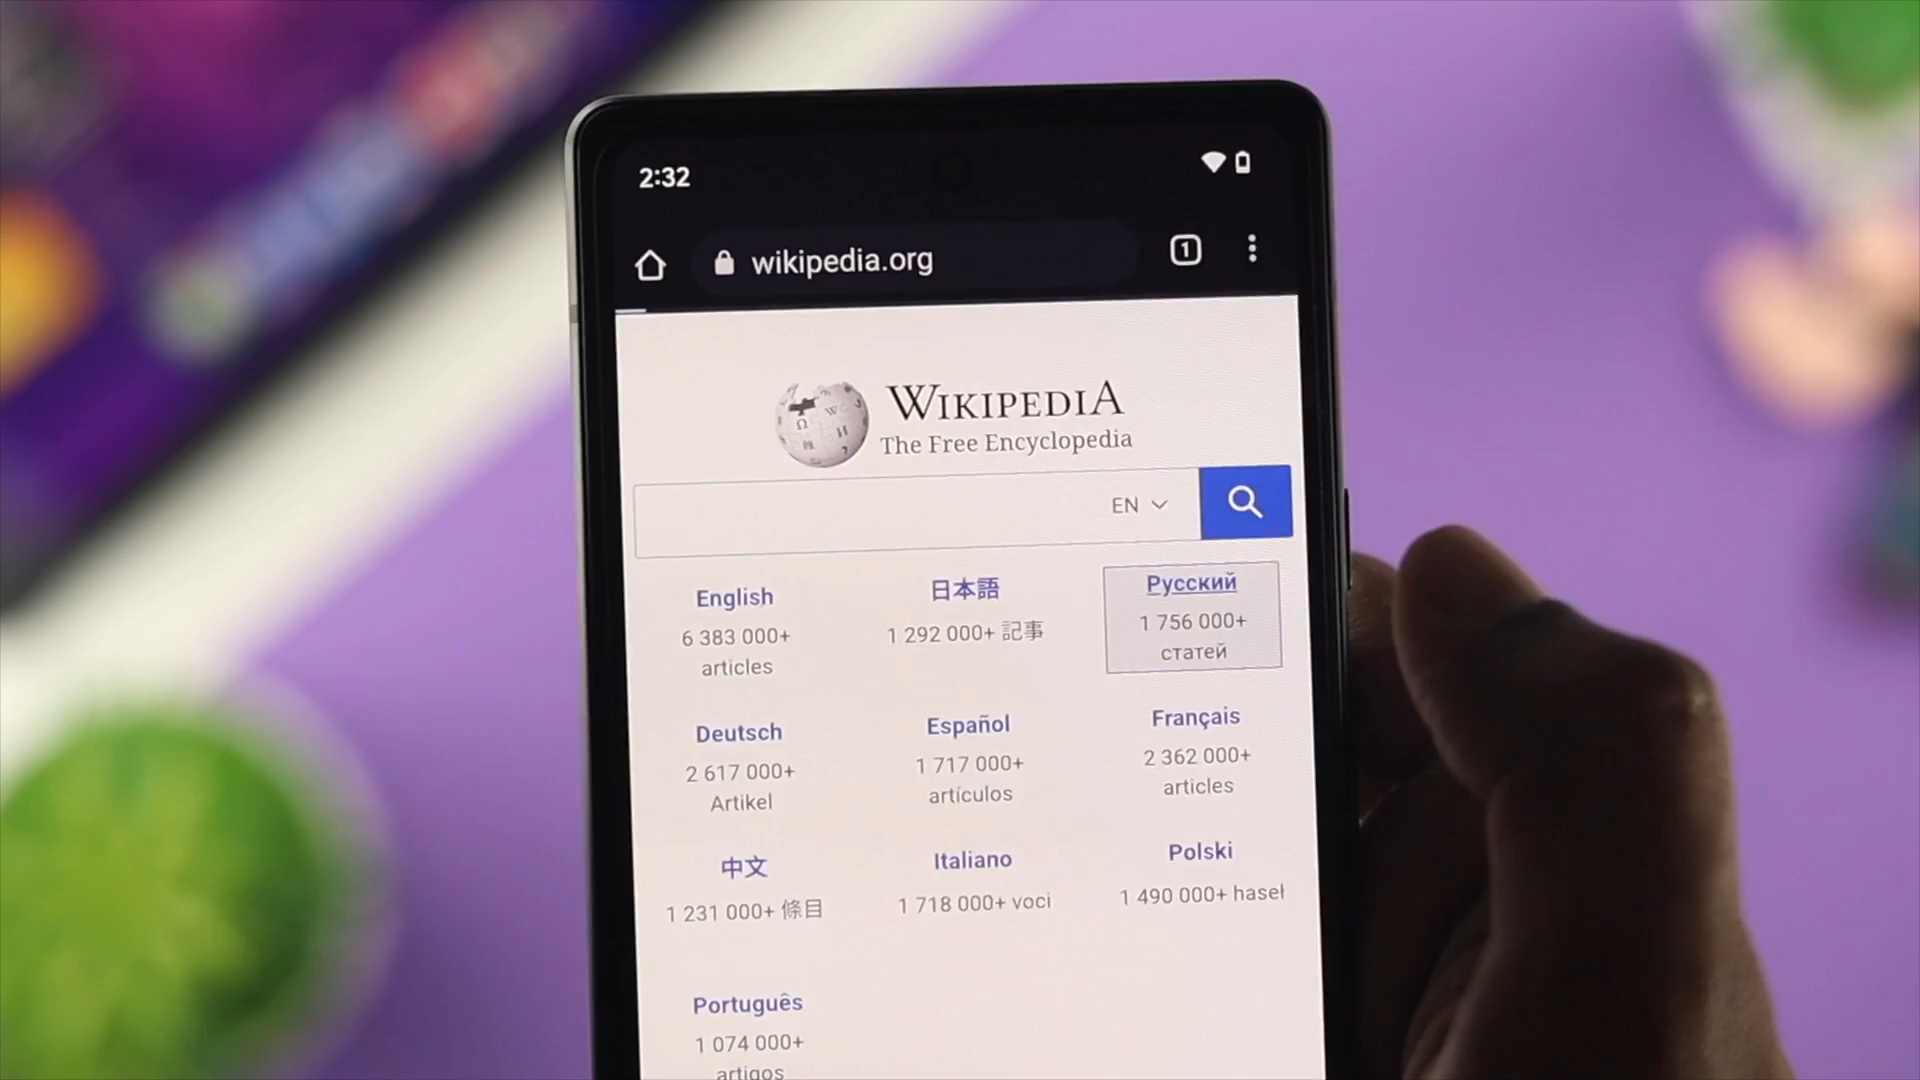 2:32
wikipedia.org
1
WIKIPEDIA
The Free Encyclopedia
EN
English
6 383 000+
articles
日本語
1 292 000+ 記事
Русский
1 756 000+
статей
Deutsch
2 617 000+
Artikel
Español
1 717 000+
artículos
Français
2 362 000+
articles
中文
1 231 000+ 條目
Italiano
1 718 000+ voci
Polski
1 490 000+ haseł
Português
1 074 000+
artigos